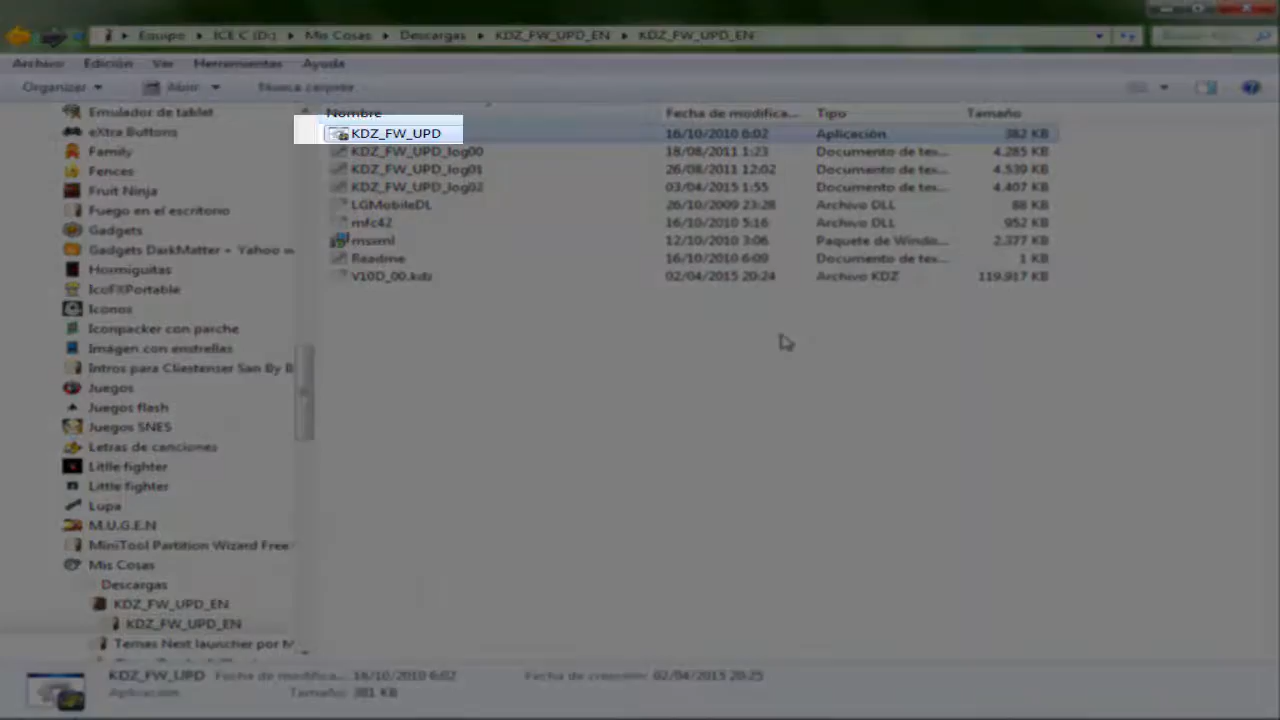 Equipo ▸ ICE C (D:) ▸ Mis Cosas ▸ Descargas ▸ KDZ_FW_UPD_EN ▸ KDZ_FW_UPD_EN
Archivo Edición Ver Herramientas Ayuda
Organizar Abrir Nueva carpeta
Nombre Fecha de modifica... Tipo Tamaño
KDZ_FW_UPD 16/10/2010 6:02 Aplicación 382 KB
KDZ_FW_UPD_log00 18/08/2011 1:23 Documento de tex... 4.285 KB
KDZ_FW_UPD_log01 26/08/2011 12:02 Documento de tex... 4.539 KB
KDZ_FW_UPD_log02 03/04/2015 1:55 Documento de tex... 4.407 KB
LGMobileDL 26/10/2009 23:28 Archivo DLL 88 KB
mfc42 16/10/2010 5:16 Archivo DLL 952 KB
msxml 12/10/2010 3:06 Paquete de Windo... 2.377 KB
Readme 16/10/2010 6:09 Documento de tex... 1 KB
V10D_00.kdz 02/04/2015 20:24 Archivo KDZ 119.917 KB
Emulador de tablet
eXtra Buttons
Family
Fences
Fruit Ninja
Fuego en el escritorio
Gadgets
Gadgets DarkMatter - Yahoo w
Hormiguitas
IcoFXPortable
Iconos
Iconpacker con parche
Imágen con enstrellas
Intros para Cliestenser San By B
Juegos
Juegos flash
Juegos SNES
Letras de canciones
Litlle fighter
Little fighter
Lupa
M.U.G.E.N
MiniTool Partition Wizard Free
Mis Cosas
Descargas
KDZ_FW_UPD_EN
KDZ_FW_UPD_EN
Temas Next launcher por M
KDZ_FW_UPD Fecha de modifica... 16/10/2010 6:02 Fecha de creación: 02/04/2015 20:25
Aplicación Tamaño: 381 KB